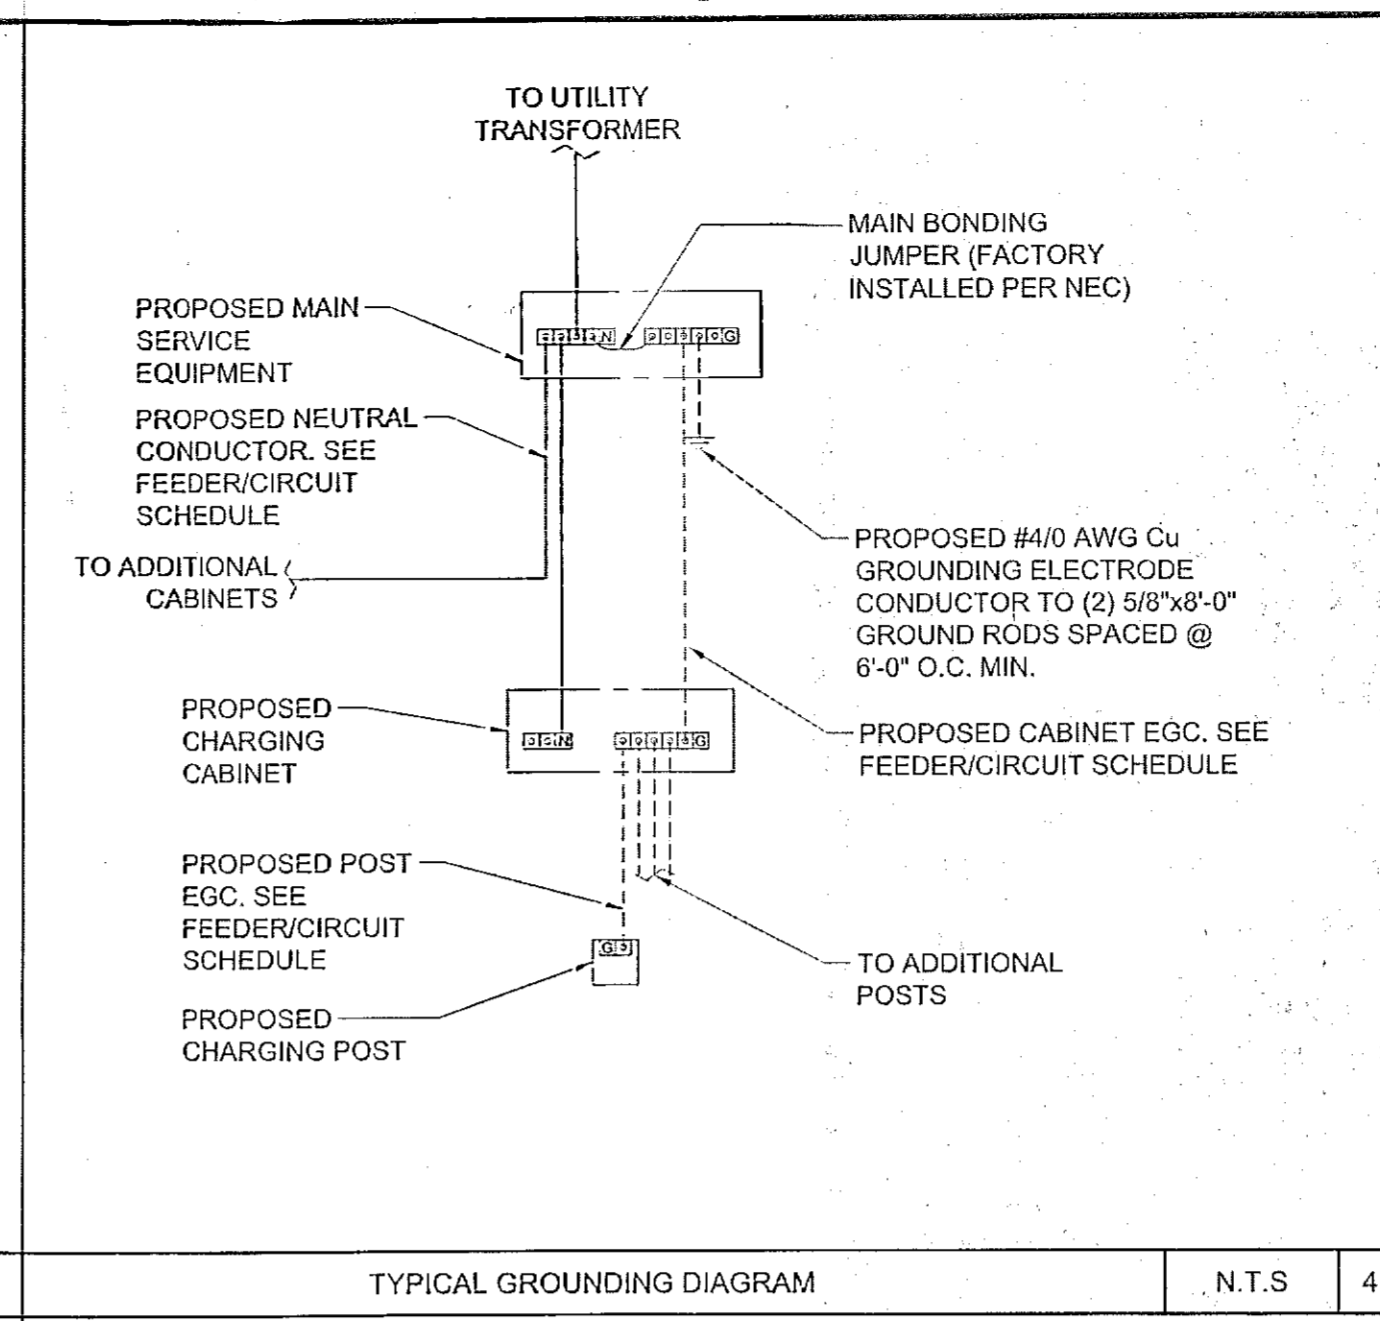 TO UTILITY
TRANSFORMER
MAIN BONDING
JUMPER (FACTORY
INSTALLED PER NEC)
PROPOSED MAIN
SERVICE
EQUIPMENT
N
G
PROPOSED NEUTRAL
CONDUCTOR. SEE
FEEDER/CIRCUIT
SCHEDULE
TO ADDITIONAL
CABINETS
PROPOSED #4/0 AWG Cu
GROUNDING ELECTRODE
CONDUCTOR TO (2) 5/8"x8'-0"
GROUND RODS SPACED @
6'-0" O.C. MIN.
PROPOSED
CHARGING
CABINET
N
G
PROPOSED CABINET EGC. SEE
FEEDER/CIRCUIT SCHEDULE
PROPOSED POST
EGC. SEE
FEEDER/CIRCUIT
SCHEDULE
G
TO ADDITIONAL
POSTS
PROPOSED
CHARGING POST
TYPICAL GROUNDING DIAGRAM
N.T.S
4